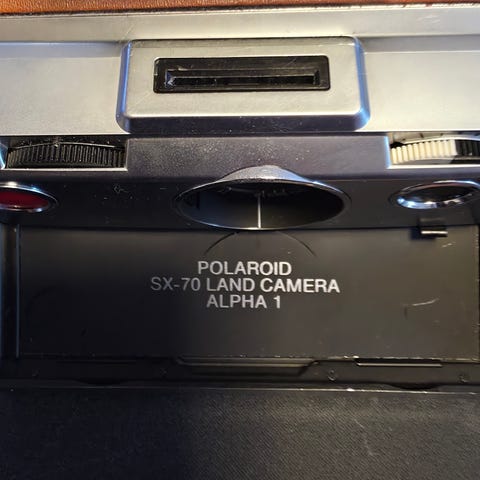 POLAROID
SX-70 LAND CAMERA
ALPHA 1